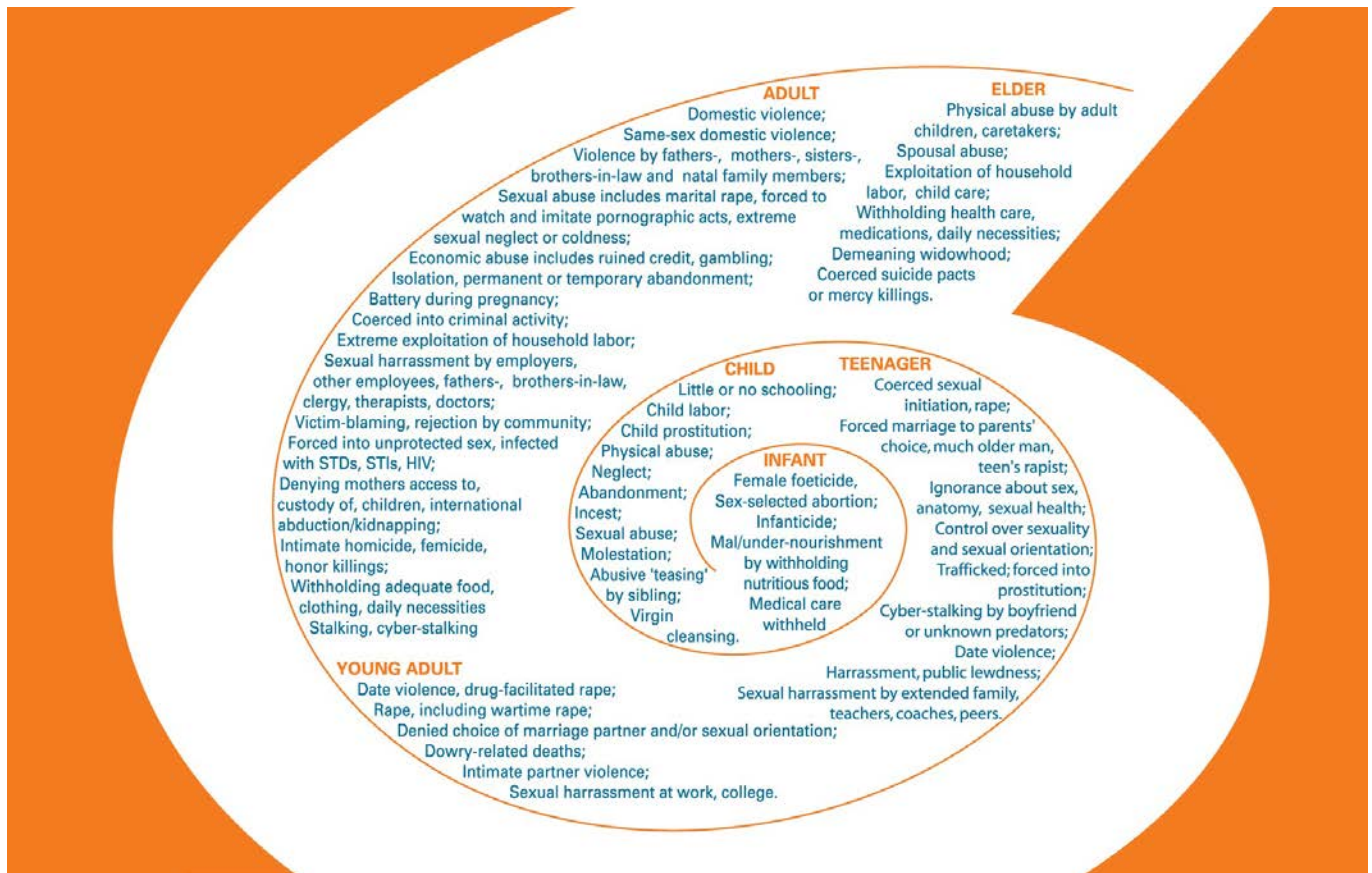 ADULT
Domestic violence;
Same-sex domestic violence;
Violence by fathers-, mothers-, sisters-,
brothers-in-law and natal family members;
Sexual abuse includes marital rape, forced to
watch and imitate pornographic acts, extreme
sexual neglect or coldness;
Economic abuse includes ruined credit, gambling;
Isolation, permanent or temporary abandonment;
Battery during pregnancy;
Coerced into criminal activity;
Extreme exploitation of household labor;
Sexual harrassment by employers,
other employees, fathers-, brothers-in-law,
clergy, therapists, doctors;
Victim-blaming, rejection by community;
Forced into unprotected sex, infected
with STDs, STIs, HIV;
Denying mothers access to,
custody of, children, international
abduction/kidnapping;
Intimate homicide, femicide,
honor killings;
Withholding adequate food,
clothing, daily necessities
Stalking, cyber-stalking
ELDER
Physical abuse by adult
children, caretakers;
Spousal abuse;
Exploitation of household
labor, child care;
Withholding health care,
medications, daily necessities;
Demeaning widowhood;
Coerced suicide pacts
or mercy killings.
CHILD
Little or no schooling;
Child labor;
Child prostitution;
Physical abuse;
Neglect;
Abandonment;
Incest;
Sexual abuse;
Molestation;
Abusive 'teasing'
by sibling;
Virgin
cleansing.
INFANT
Female foeticide,
Sex-selected abortion;
Infanticide;
Mal/under-nourishment
by withholding
nutritious food;
Medical care
withheld
TEENAGER
Coerced sexual
initiation, rape;
Forced marriage to parents'
choice, much older man,
teen's rapist;
Ignorance about sex,
anatomy, sexual health;
Control over sexuality
and sexual orientation;
Trafficked; forced into
prostitution;
Cyber-stalking by boyfriend
or unknown predators;
Date violence;
Harrassment, public lewdness;
Sexual harrassment by extended family,
teachers, coaches, peers.
YOUNG ADULT
Date violence, drug-facilitated rape;
Rape, including wartime rape;
Denied choice of marriage partner and/or sexual orientation;
Dowry-related deaths;
Intimate partner violence;
Sexual harrassment at work, college.